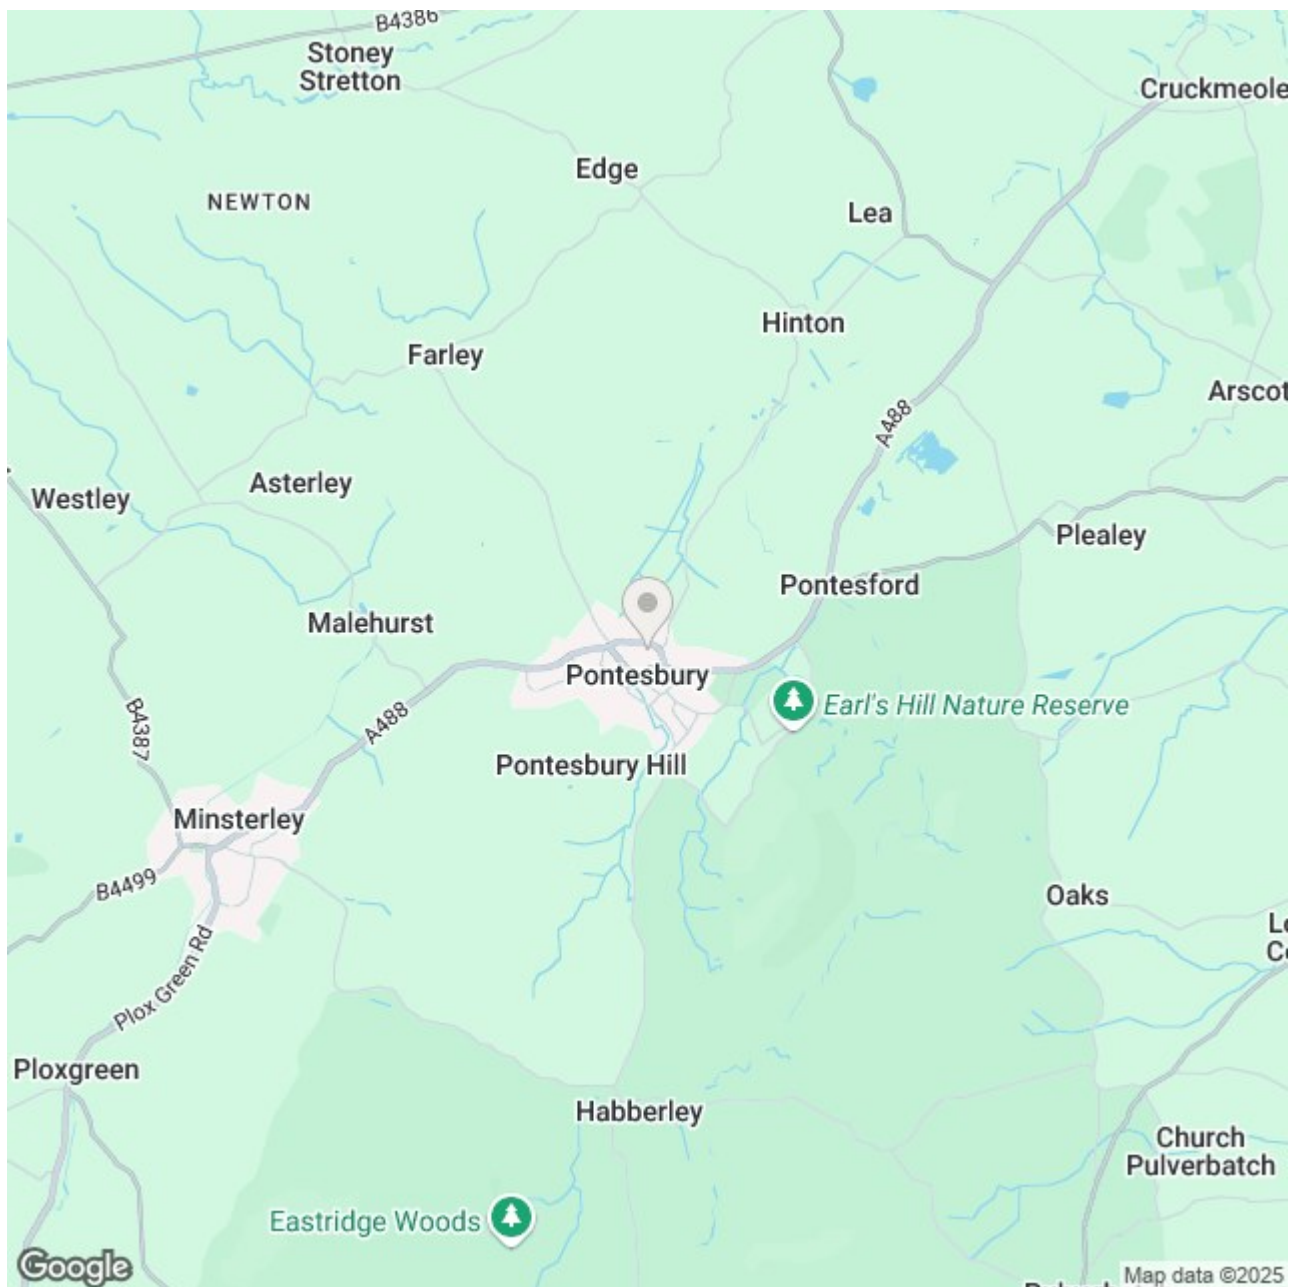 B4386
Stoney
Stretton
Cruckmeole
Edge
NEWTON
Lea
Hinton
Farley
Arscot
A488
Westley
Asterley
Plealey
Pontesford
Malehurst
Pontesbury
Earl's Hill Nature Reserve
B4387
A488
Pontesbury Hill
Minsterley
B4499
Oaks
Plox Green Rd
Ploxgreen
Habberley
Church
Pulverbatch
Eastridge Woods
Google
Map data ©2025